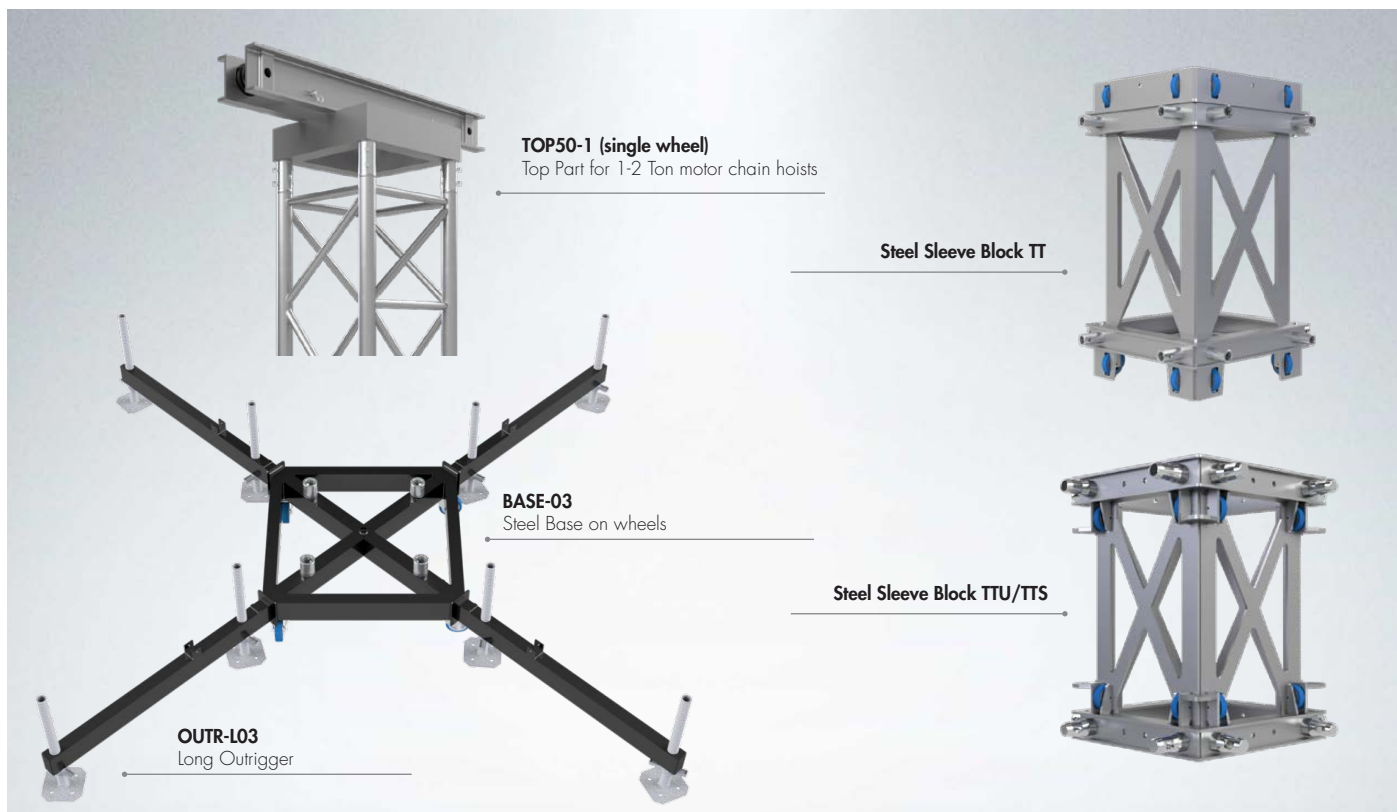 TOP50-1 (single wheel)
Top Part for 1-2 Ton motor chain hoists
Steel Sleeve Block TT
BASE-03
Steel Base on wheels
Steel Sleeve Block TTU/TTS
OUTR-L03
Long Outrigger